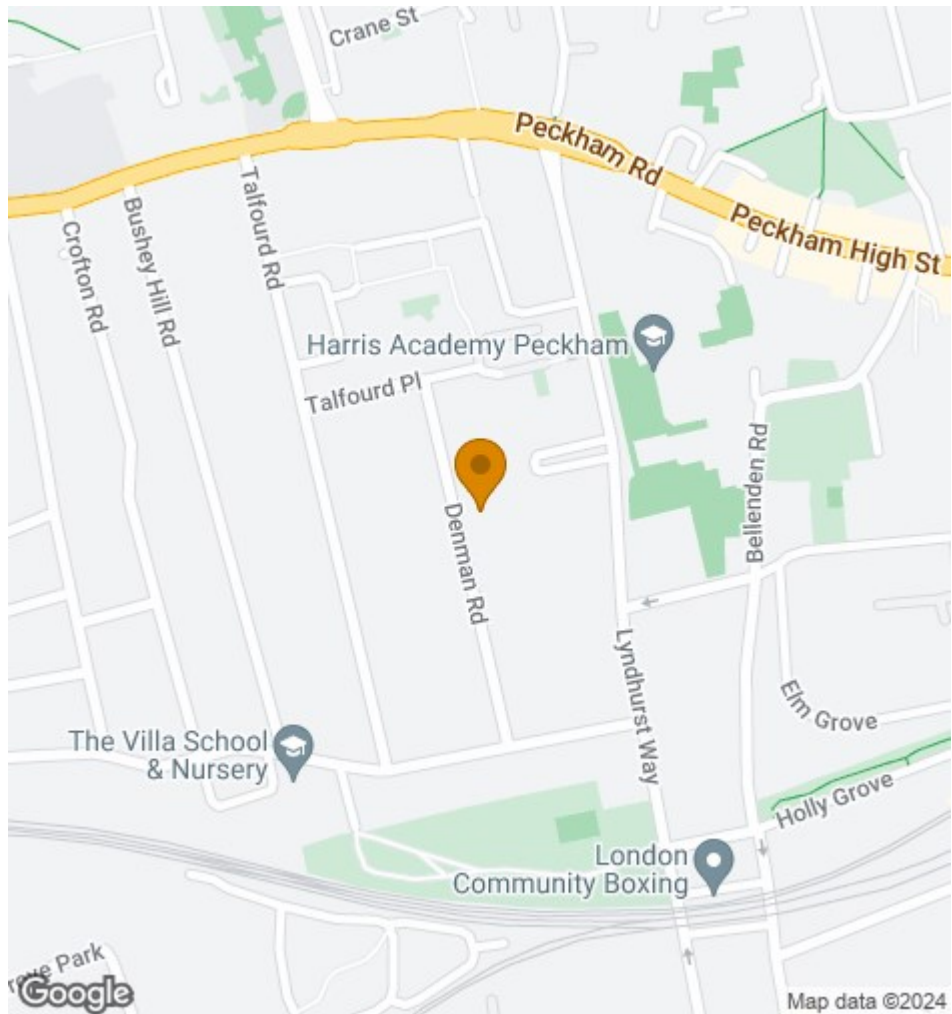 Crane St
Peckham Rd
Peckham High St
Talfourd Rd
Bushey Hill Rd
Crofton Rd
Harris Academy Peckham
Talfourd Pl
Bellenden Rd
Denman Rd
Lyndhurst Way
Elm Grove
The Villa School
& Nursery
Holly Grove
London
Community Boxing
Park
Google
Map data ©2024